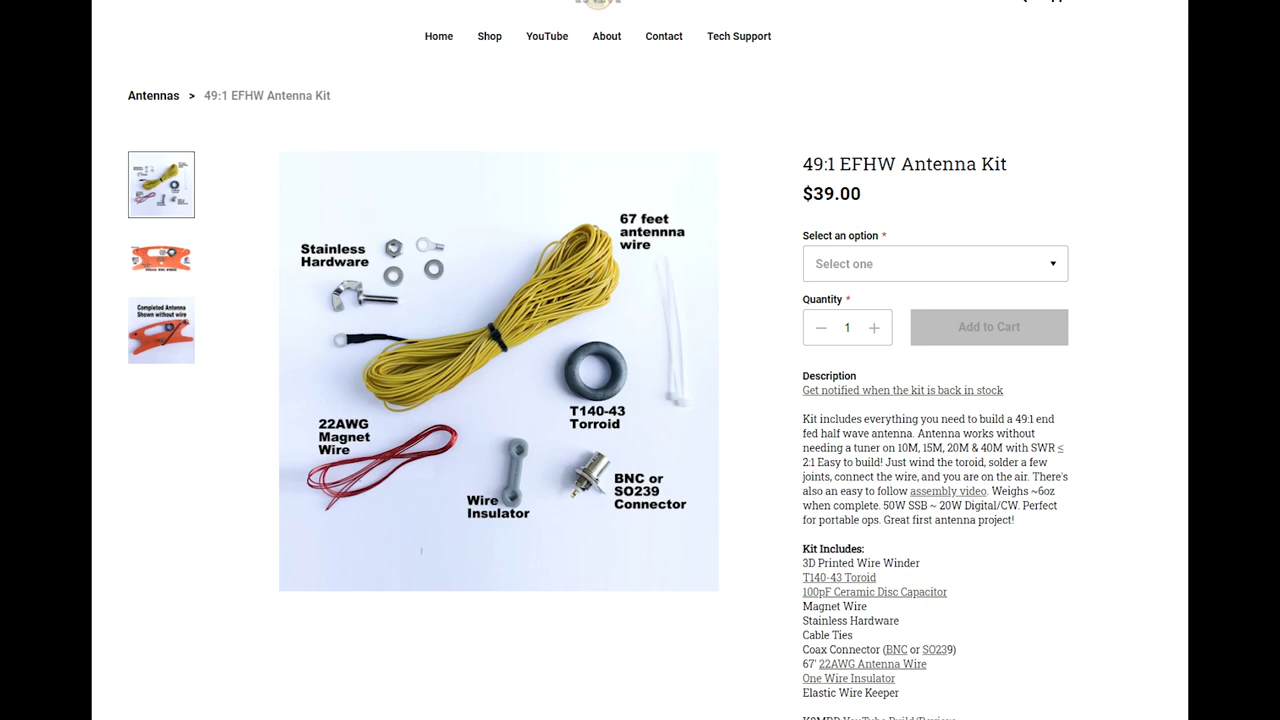 Home Shop YouTube About Contact Tech Support
Antennas > 49:1 EFHW Antenna Kit
Stainless
Hardware
67 feet
antennna
wire
T140-43
Torroid
22AWG
Magnet
Wire
Wire
Insulator
BNC or
SO239
Connector
Completed Antenna
Shown without wire
49:1 EFHW Antenna Kit
$39.00
Select an option *
Select one
Quantity *
1
Add to Cart
Description
Get notified when the kit is back in stock
Kit includes everything you need to build a 49:1 end
fed half wave antenna. Antenna works without
needing a tuner on 10M, 15M, 20M & 40M with SWR ≤
2:1 Easy to build! Just wind the toroid, solder a few
joints, connect the wire, and you are on the air. There's
also an easy to follow assembly video. Weighs ~6oz
when complete. 50W SSB ~ 20W Digital/CW. Perfect
for portable ops. Great first antenna project!
Kit Includes:
3D Printed Wire Winder
T140-43 Toroid
100pF Ceramic Disc Capacitor
Magnet Wire
Stainless Hardware
Cable Ties
Coax Connector (BNC or SO239)
67' 22AWG Antenna Wire
One Wire Insulator
Elastic Wire Keeper